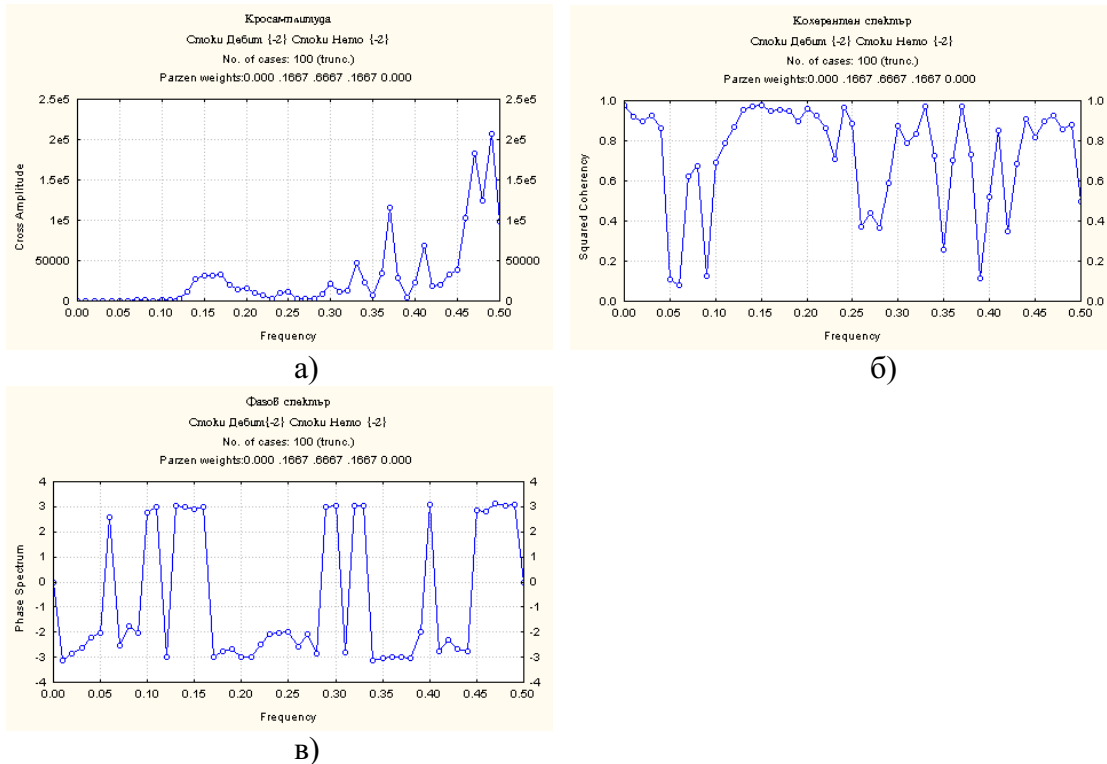 Кросамплитуда
Стоки Дебит {-2} Стоки Нето {-2}
No. of cases: 100 (trunc.)
Parzen weights:0.000 .1667 .6667 .1667 0.000
2.5e5 2.5e5
2e5 2e5
1.5e5 1.5e5
1e5 1e5
50000 50000
0 0
Cross Amplitude
0.00 0.05 0.10 0.15 0.20 0.25 0.30 0.35 0.40 0.45 0.50
Frequency
а)
Кохерентен спектър
Стоки Дебит {-2} Стоки Нето {-2}
No. of cases: 100 (trunc.)
Parzen weights:0.000 .1667 .6667 .1667 0.000
1.0 1.0
0.8 0.8
0.6 0.6
0.4 0.4
0.2 0.2
0.0 0.0
Squared Coherency
0.00 0.05 0.10 0.15 0.20 0.25 0.30 0.35 0.40 0.45 0.50
Frequency
б)
Фазов спектър
Стоки Дебит{-2} Стоки Нето {-2}
No. of cases: 100 (trunc.)
Parzen weights:0.000 .1667 .6667 .1667 0.000
4 4
3 3
2 2
1 1
0 0
-1 -1
-2 -2
-3 -3
-4 -4
Phase Spectrum
0.00 0.05 0.10 0.15 0.20 0.25 0.30 0.35 0.40 0.45 0.50
Frequency
в)